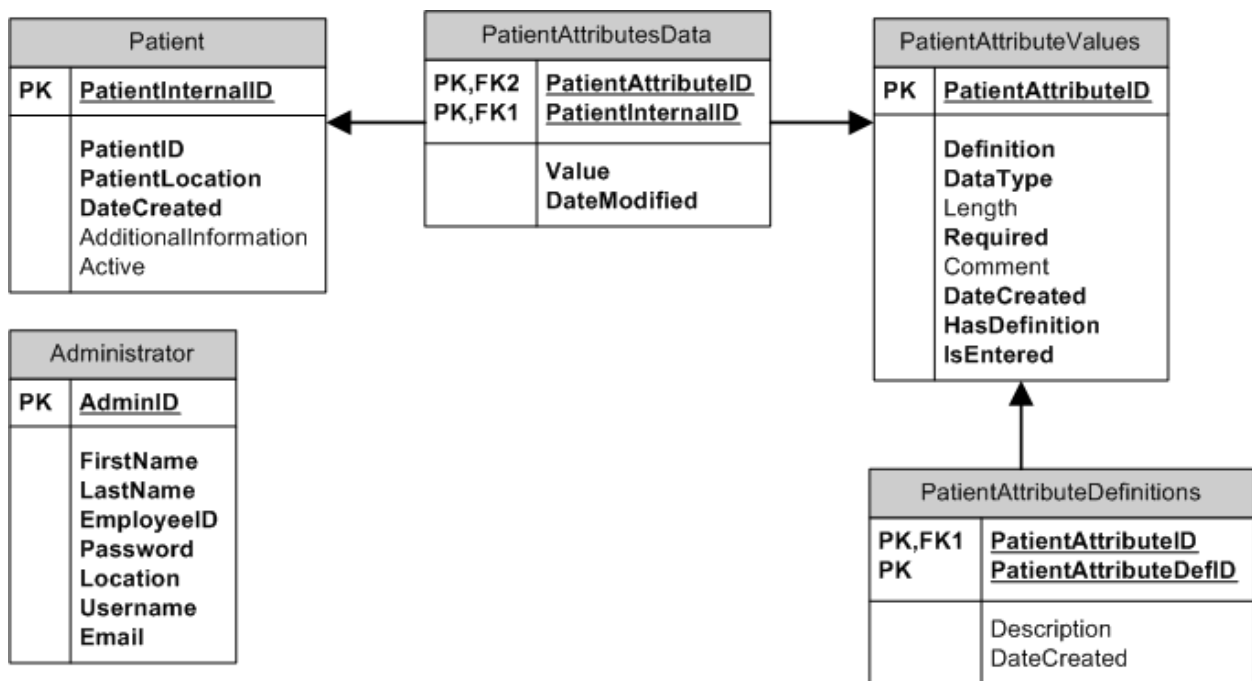 Patient
PK PatientInternalID
PatientID
PatientLocation
DateCreated
AdditionalInformation
Active
PatientAttributesData
PK,FK2 PatientAttributeID
PK,FK1 PatientInternalID
Value
DateModified
PatientAttributeValues
PK PatientAttributeID
Definition
DataType
Length
Required
Comment
DateCreated
HasDefinition
IsEntered
Administrator
PK AdminID
FirstName
LastName
EmployeeID
Password
Location
Username
Email
PatientAttributeDefinitions
PK,FK1 PatientAttributeID
PK PatientAttributeDefID
Description
DateCreated